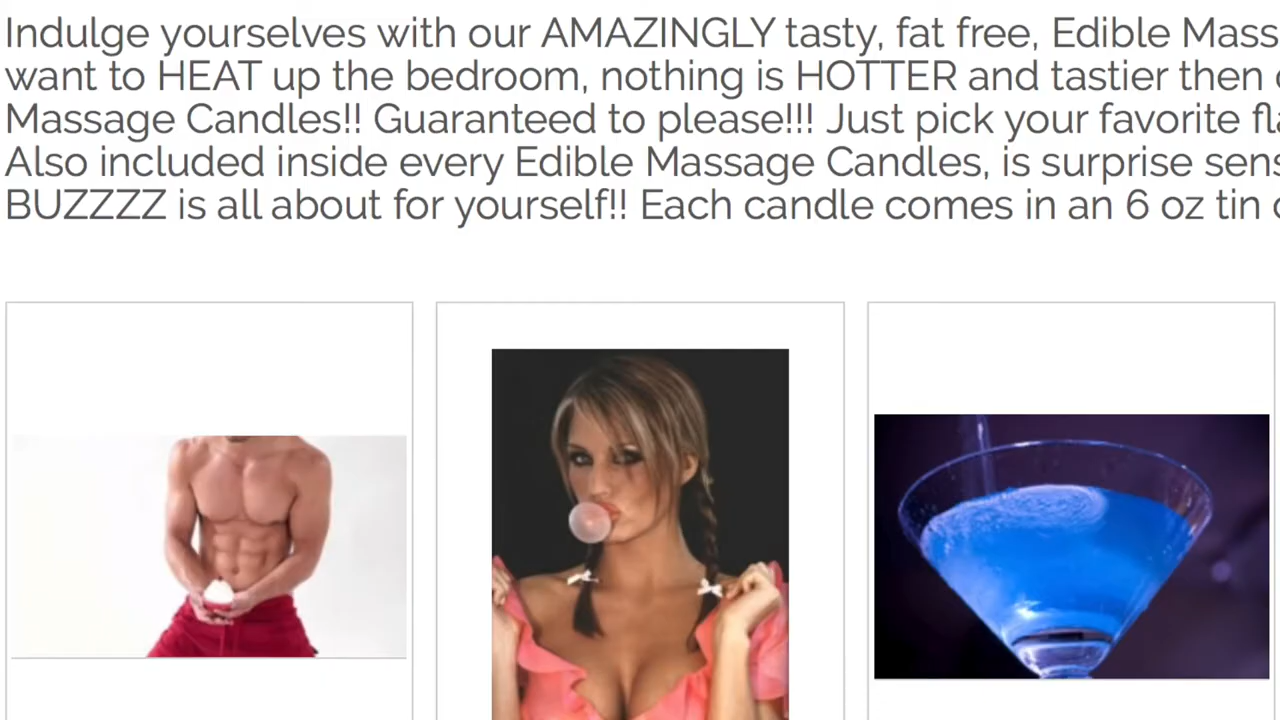 Indulge yourselves with our AMAZINGLY tasty, fat free, Edible Mass
want to HEAT up the bedroom, nothing is HOTTER and tastier then
Massage Candles!! Guaranteed to please!!! Just pick your favorite fla
Also included inside every Edible Massage Candles, is surprise sens
BUZZZZ is all about for yourself!! Each candle comes in an 6 oz tin